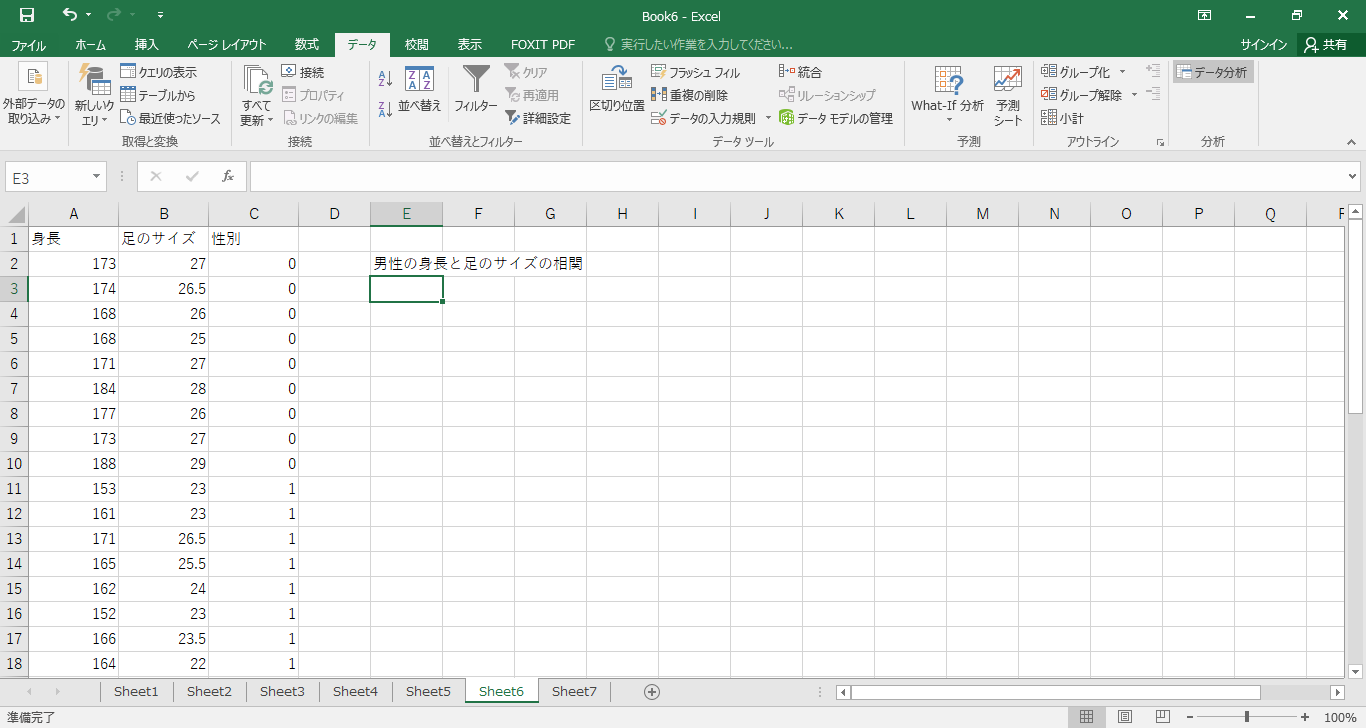 Book6 - Excel
ファイル ホーム 挿入 ページ レイアウト 数式 データ 校閲 表示 FOXIT PDF 実行したい作業を入力してください... サインイン 共有
外部データの取り込み
新しいクエリ クエリの表示 テーブルから 最近使ったソース
取得と変換
すべて更新 接続 プロパティ リンクの編集
接続
並べ替え フィルター クリア 再適用 詳細設定
並べ替えとフィルター
区切り位置 フラッシュ フィル 重複の削除 データの入力規則 統合 リレーションシップ データ モデルの管理
データ ツール
What-If 分析 予測シート
予測
グループ化 グループ解除 小計
アウトライン
データ分析
分析
E3 fx
A B C D E F G H I J K L M N O P Q
1 身長 足のサイズ 性別
2 173 27 0 男性の身長と足のサイズの相関
3 174 26.5 0
4 168 26 0
5 168 25 0
6 171 27 0
7 184 28 0
8 177 26 0
9 173 27 0
10 188 29 0
11 153 23 1
12 161 23 1
13 171 26.5 1
14 165 25.5 1
15 162 24 1
16 152 23 1
17 166 23.5 1
18 164 22 1
Sheet1 Sheet2 Sheet3 Sheet4 Sheet5 Sheet6 Sheet7
準備完了 100%